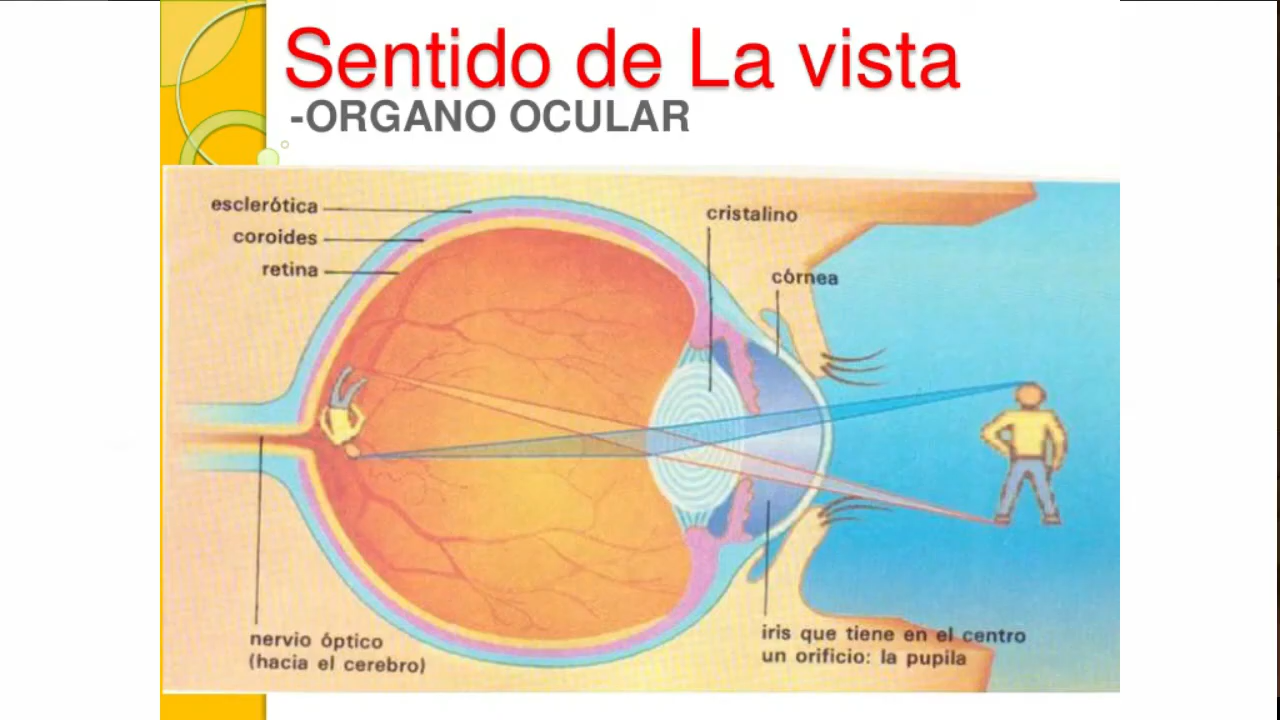 Sentido de La vista
-ORGANO OCULAR
esclerótica
coroides
retina
cristalino
córnea
nervio óptico
(hacia el cerebro)
iris que tiene en el centro
un orificio: la pupila